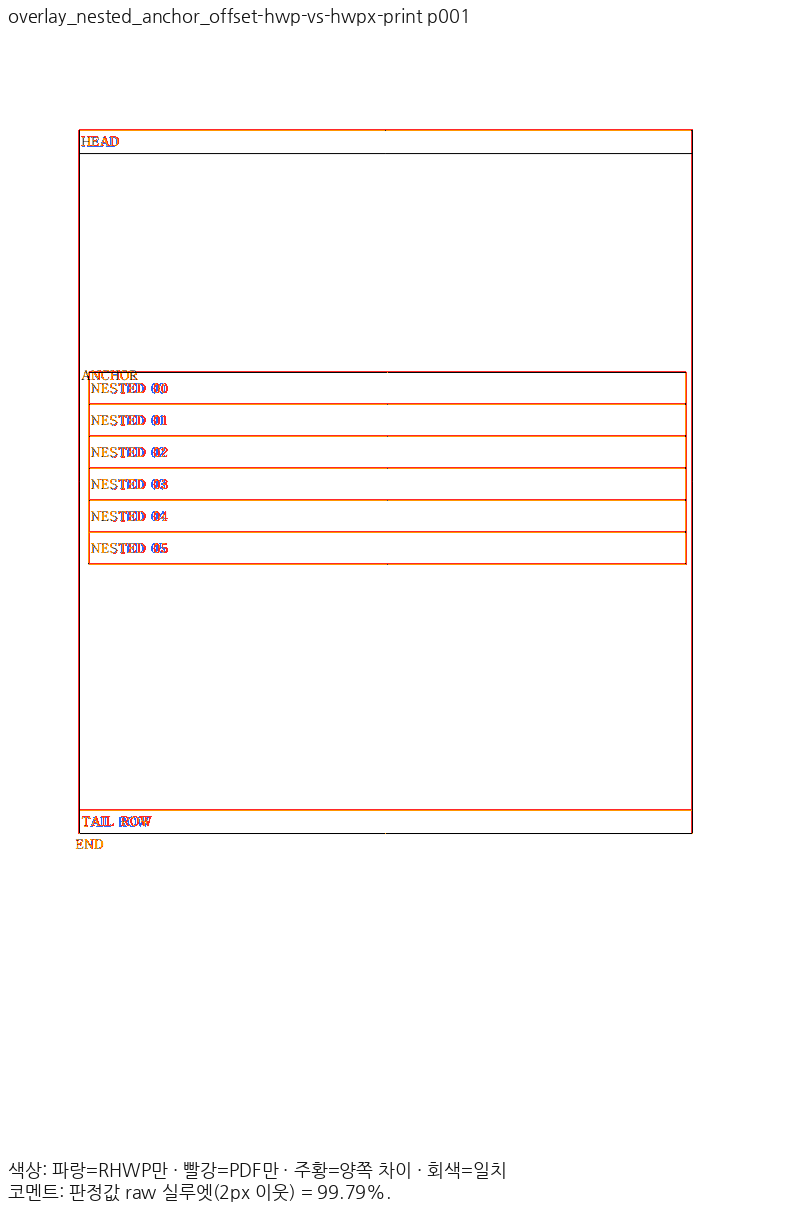 overlay_nested_anchor_offset-hwp-vs-hwpx-print p001
HEAD
ANCHOR
NESTED 00
NESTED 01
NESTED 02
NESTED 03
NESTED 04
NESTED 05
TAIL ROW
END
색상: 파랑=RHWP만 · 빨강=PDF만 · 주황=양쪽 차이 · 회색=일치
코멘트: 판정값 raw 실루엣(2px 이웃) = 99.79%.